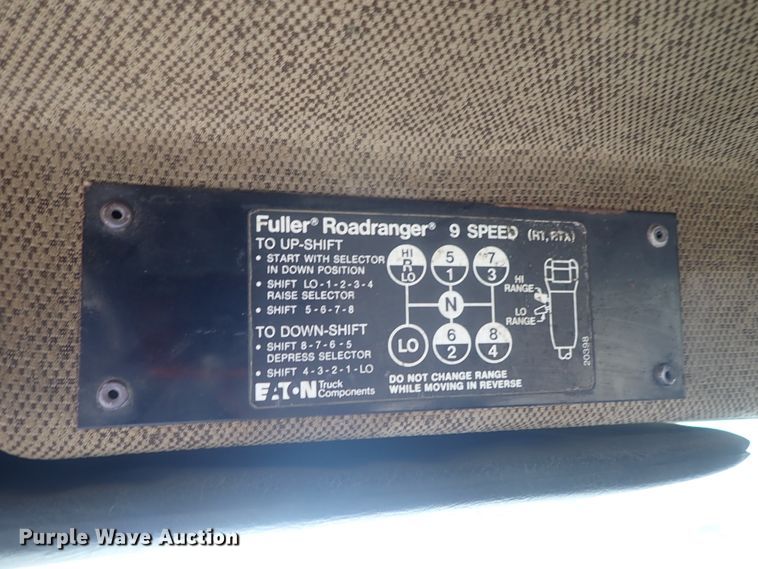 Fuller® Roadranger® 9 SPEED (RT, RTX)
TO UP-SHIFT
• START WITH SELECTOR
IN DOWN POSITION
• SHIFT LO-1-2-3-4
RAISE SELECTOR
• SHIFT 5-6-7-8
TO DOWN-SHIFT
• SHIFT 8-7-6-5
DEPRESS SELECTOR
• SHIFT 4-3-2-1-LO
EATON Truck
Components
HI
R
LO
5
1
7
3
N
LO
6
2
8
4
HI
RANGE
LO
RANGE
20398
DO NOT CHANGE RANGE
WHILE MOVING IN REVERSE
Purple Wave Auction